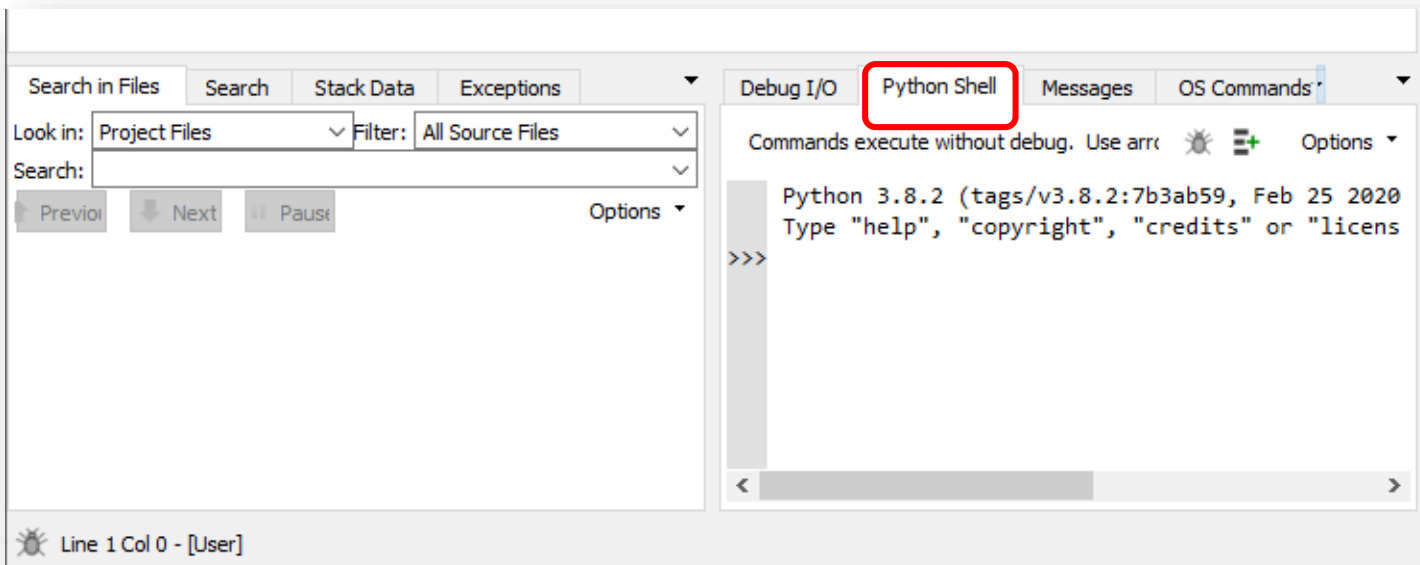 Search in Files Search Stack Data Exceptions
Look in: Project Files Filter: All Source Files
Search:
Next
Options
Debug I/O Python Shell Messages OS Commands
Commands execute without debug. Use Options
Python 3.8.2 (tags/v3.8.2:7b3ab59, Feb 25 2020
Type "help", "copyright", "credits" or "licens
>>>
Line 1 Col 0 - [User]